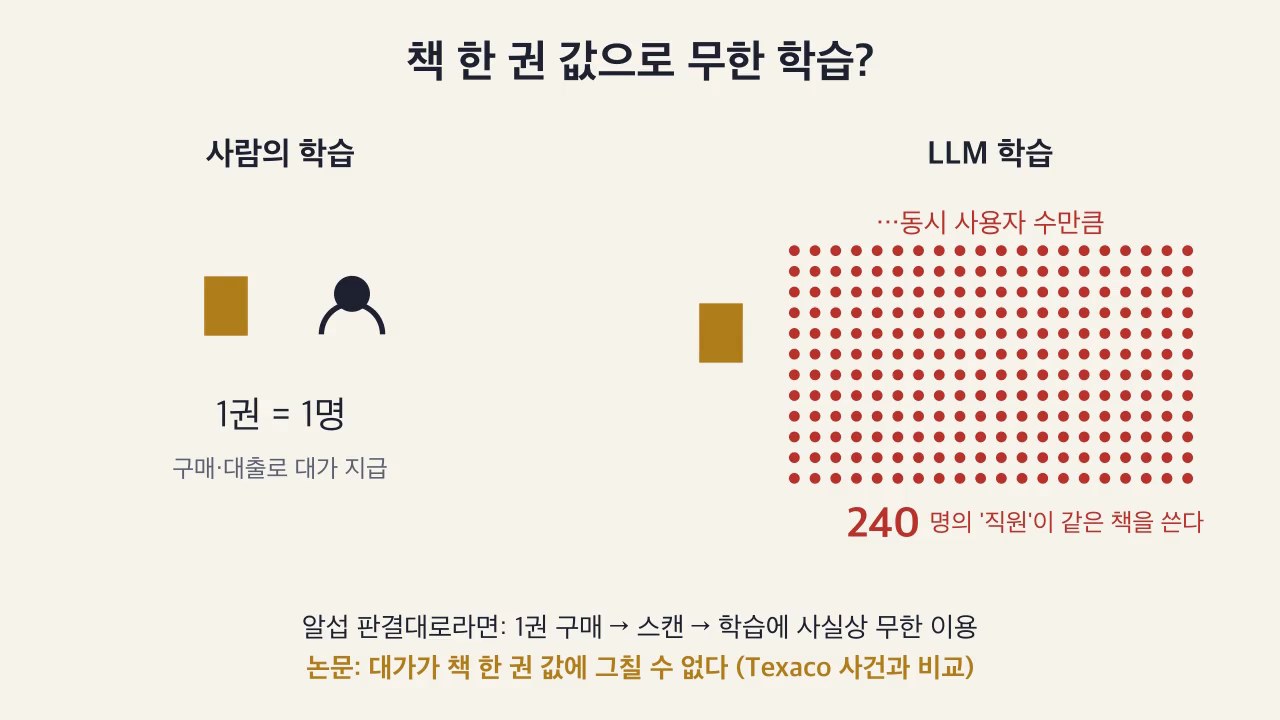 책 한 권 값으로 무한 학습?
사람의 학습
1권 = 1명
구매·대출로 대가 지급
LLM 학습
…동시 사용자 수만큼
240 명의 '직원'이 같은 책을 쓴다
알섭 판결대로라면: 1권 구매 → 스캔 → 학습에 사실상 무한 이용
논문: 대가가 책 한 권 값에 그칠 수 없다 (Texaco 사건과 비교)